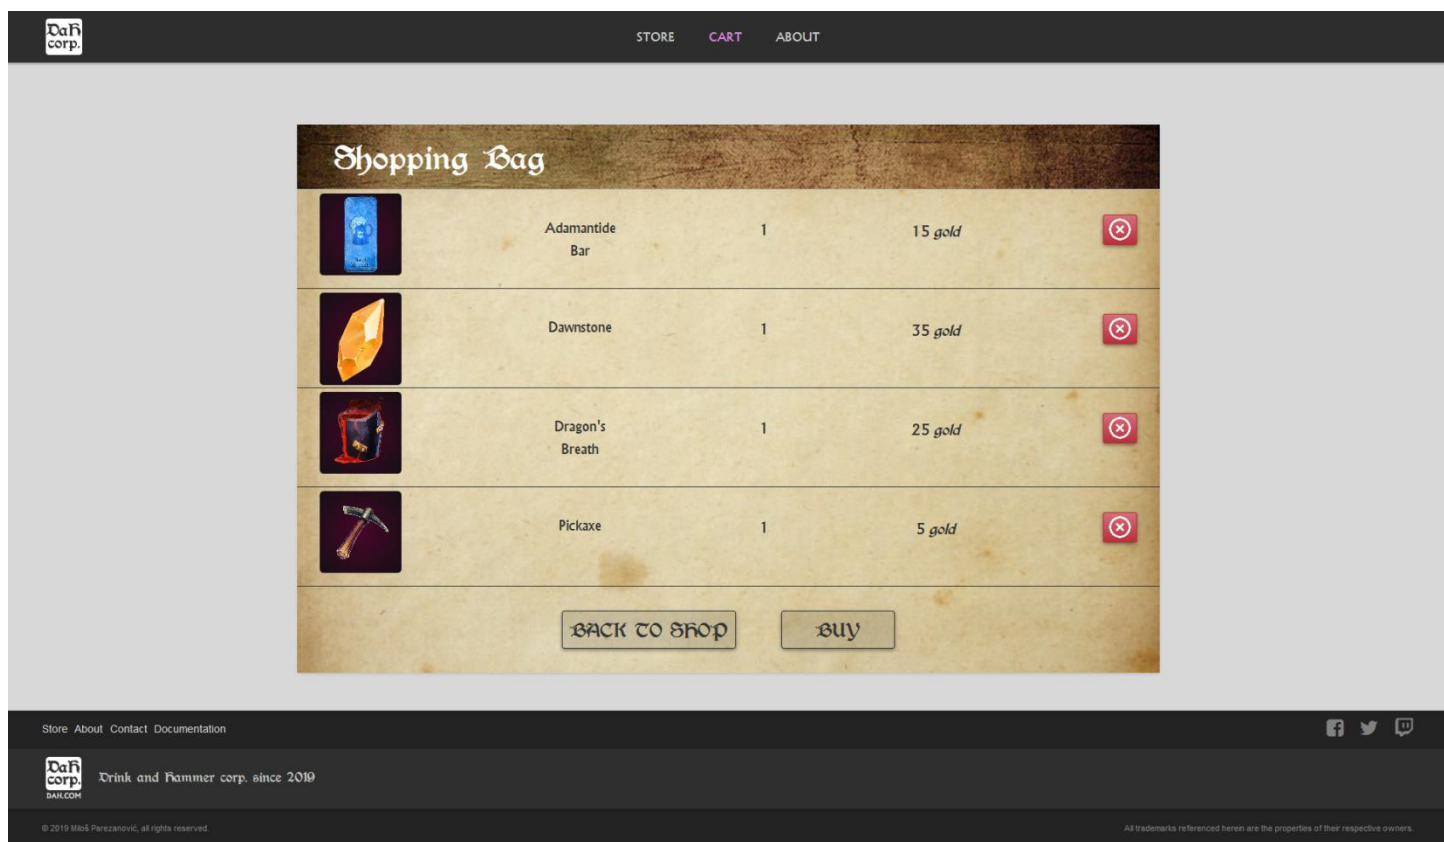 DaH
corp.
STORE CART ABOUT
Shopping Bag
Adamantide
Bar
1
15 gold
Dawnstone
1
35 gold
Dragon's
Breath
1
25 gold
Pickaxe
1
5 gold
BACK TO SHOP
BUY
Store About Contact Documentation
DaH
corp.
DAH.COM
Drink and Hammer corp. since 2019
© 2019 Miloš Parezanović, all rights reserved.
All trademarks referenced herein are the properties of their respective owners.